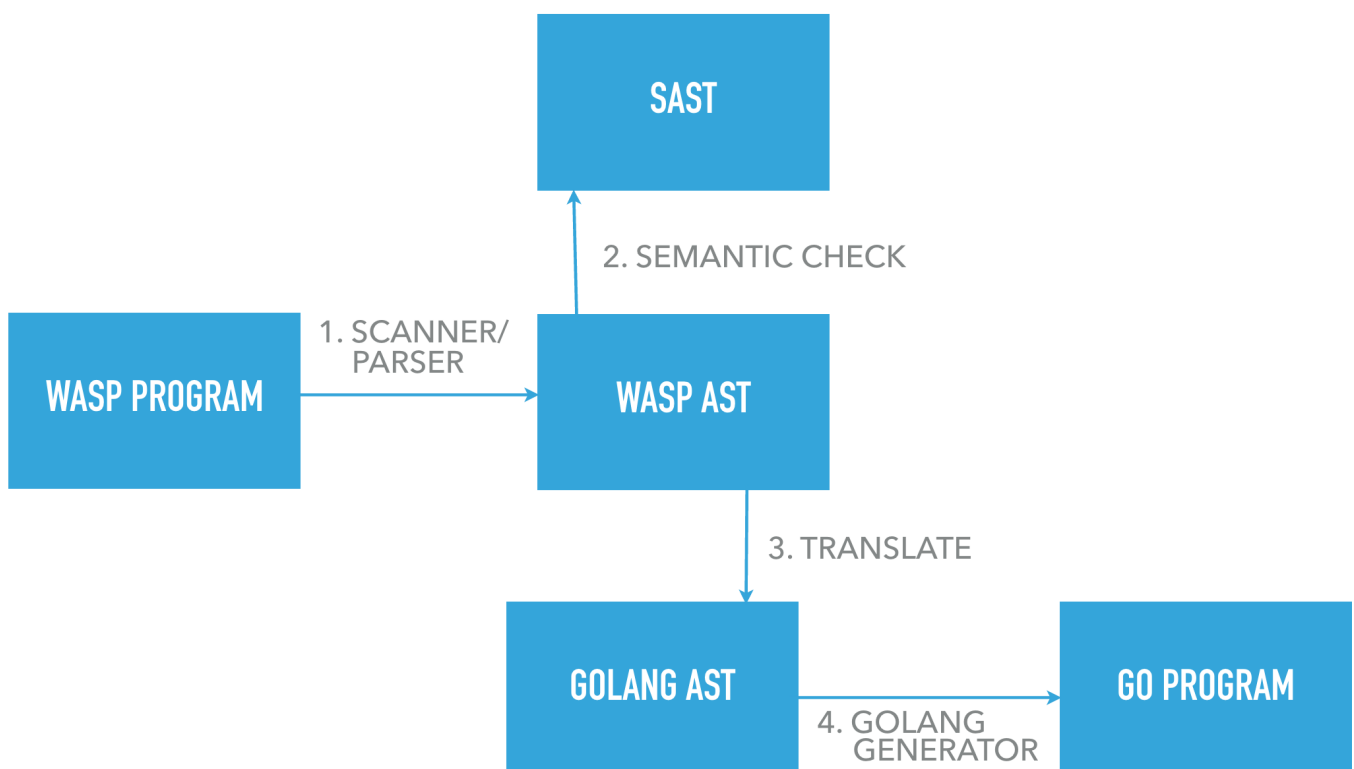 SAST
2. SEMANTIC CHECK
1. SCANNER/
PARSER
WASP PROGRAM
WASP AST
3. TRANSLATE
GOLANG AST
GO PROGRAM
4. GOLANG
GENERATOR